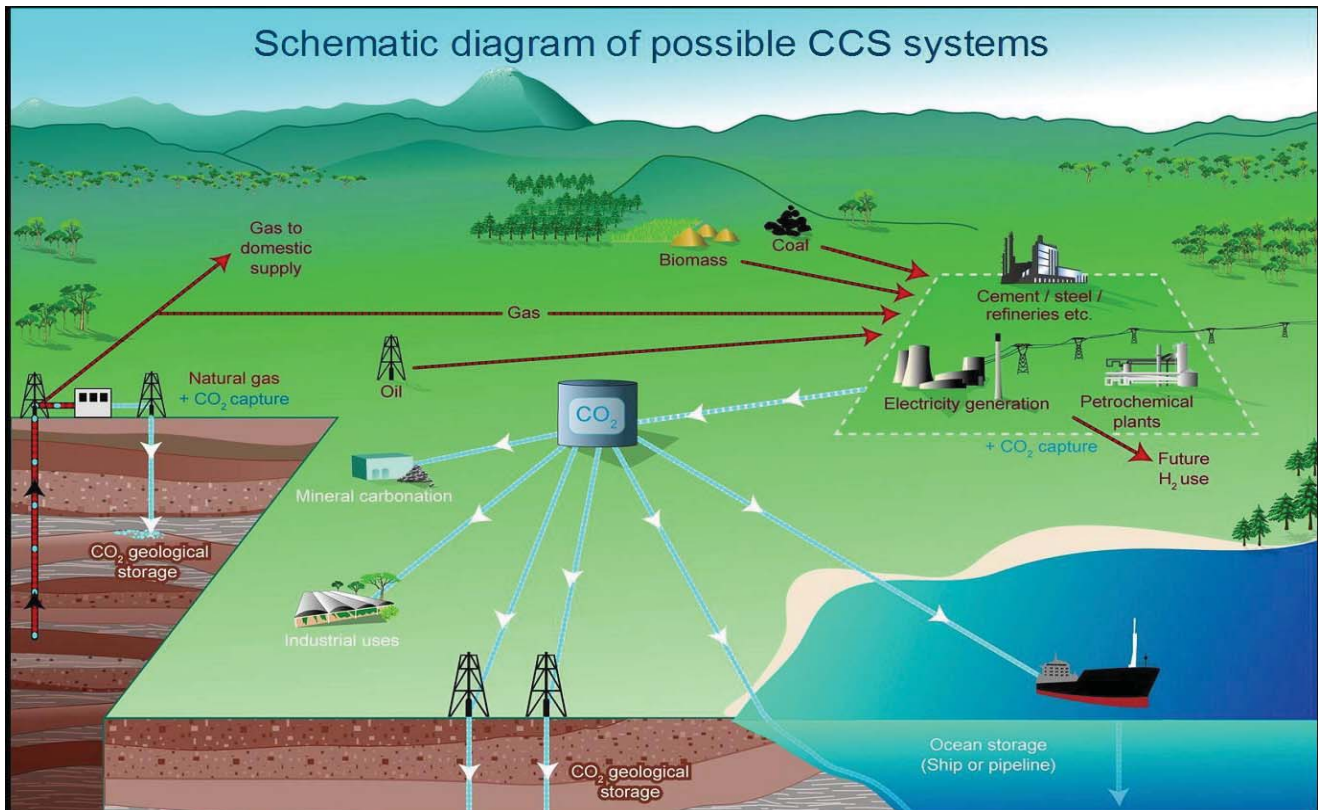 Schematic diagram of possible CCS systems
Gas to
domestic
supply
Biomass
Coal
Cement / steel /
refineries etc.
Gas
Oil
Natural gas
+ CO₂ capture
CO₂
Electricity generation
Petrochemical
plants
+ CO₂ capture
Future
H₂ use
Mineral carbonation
CO₂ geological
storage
Industrial uses
Ocean storage
(Ship or pipeline)
CO₂ geological
storage